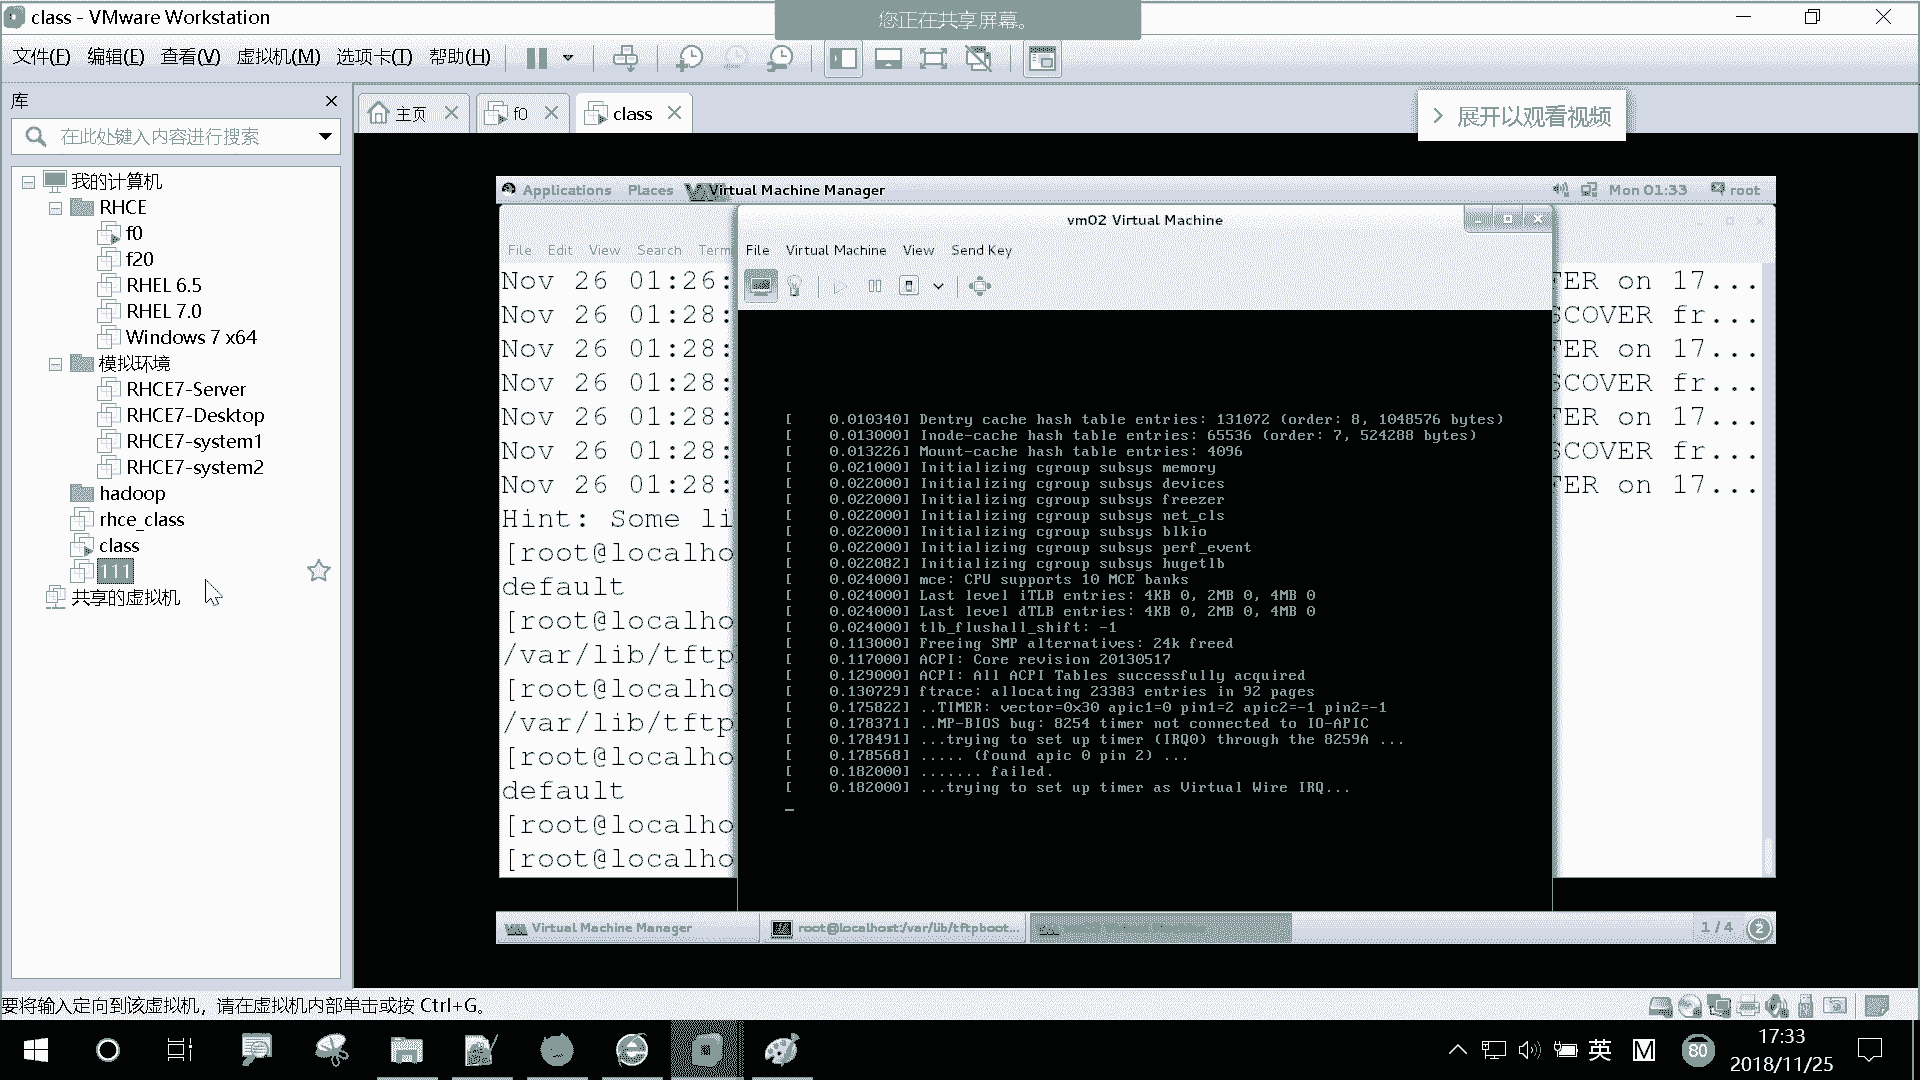 class - VMware Workstation
您正在共享屏幕。
文件(F) 编辑(E) 查看(V) 虚拟机(M) 选项卡(T) 帮助(H)
库
主页
f0
class
展开以观看视频
在此处键入内容进行搜索
我的计算机
RHCE
f0
f20
RHEL 6.5
RHEL 7.0
Windows 7 x64
模拟环境
RHCE7-Server
RHCE7-Desktop
RHCE7-system1
RHCE7-system2
hadoop
rhce_class
class
111
共享的虚拟机
Applications Places Virtual Machine Manager Mon 01:33 root
vm02 Virtual Machine
File Edit View Search Term
File Virtual Machine View Send Key
Nov 26 01:26: FER on 17...
Nov 26 01:28: SCOVER fr...
Nov 26 01:28: FER on 17...
Nov 26 01:28: SCOVER fr...
Nov 26 01:28: FER on 17...
Nov 26 01:28: SCOVER fr...
Nov 26 01:28: FER on 17...
Hint: Some li
[root@localho
default
[root@localho
/var/lib/tftp
[root@localho
/var/lib/tftp
[root@localho
default
[root@localho
[root@localho
[    0.010340] Dentry cache hash table entries: 131072 (order: 8, 1048576 bytes)
[    0.013000] Inode-cache hash table entries: 65536 (order: 7, 524288 bytes)
[    0.013226] Mount-cache hash table entries: 4096
[    0.021000] Initializing cgroup subsys memory
[    0.022000] Initializing cgroup subsys devices
[    0.022000] Initializing cgroup subsys freezer
[    0.022000] Initializing cgroup subsys net_cls
[    0.022000] Initializing cgroup subsys blkio
[    0.022000] Initializing cgroup subsys perf_event
[    0.022082] Initializing cgroup subsys hugetlb
[    0.024000] mce: CPU supports 10 MCE banks
[    0.024000] Last level iTLB entries: 4KB 0, 2MB 0, 4MB 0
[    0.024000] Last level dTLB entries: 4KB 0, 2MB 0, 4MB 0
[    0.024000] tlb_flushall_shift: -1
[    0.113000] Freeing SMP alternatives: 24k freed
[    0.117000] ACPI: Core revision 20130517
[    0.129000] ACPI: All ACPI Tables successfully acquired
[    0.130729] ftrace: allocating 23383 entries in 92 pages
[    0.175822] ..TIMER: vector=0x30 apic1=0 pin1=2 apic2=-1 pin2=-1
[    0.178371] ..MP-BIOS bug: 8254 timer not connected to IO-APIC
[    0.178491] ...trying to set up timer (IRQ0) through the 8259A ...
[    0.178568] ..... (found apic 0 pin 2) ...
[    0.182000] ....... failed.
[    0.182000] ...trying to set up timer as Virtual Wire IRQ...
Virtual Machine Manager
root@localhost:/var/lib/tftpboot...
1 / 4
2
要将输入定向到该虚拟机，请在虚拟机内部单击或按 Ctrl+G。
英
M
80
17:33
2018/11/25